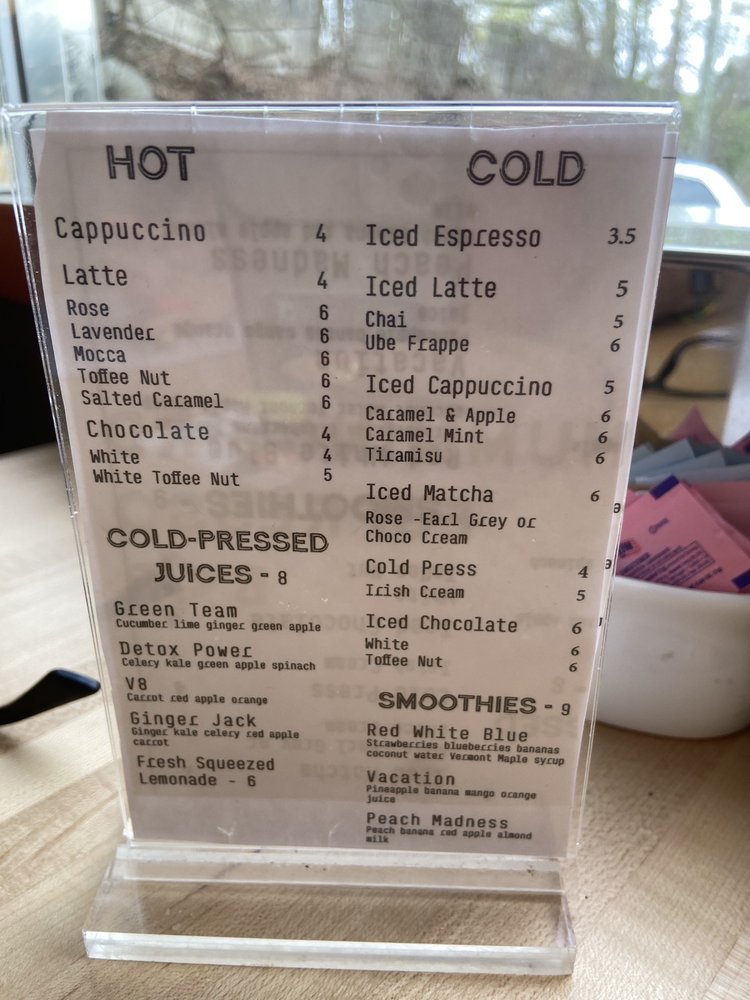 HOT
Cappuccino 4
Latte 4
Rose 6
Lavender 6
Mocca 6
Toffee Nut 6
Salted Caramel 6
Chocolate 4
White 4
White Toffee Nut 5
COLD-PRESSED
JUICES - 8
Green Team
Cucumber lime ginger green apple
Detox Power
Celery kale green apple spinach
V8
Carrot red apple orange
Ginger Jack
Ginger kale celery red apple
carrot
Fresh Squeezed
Lemonade - 6
COLD
Iced Espresso 3.5
Iced Latte 5
Chai 5
Ube Frappe 6
Iced Cappuccino 5
Caramel & Apple 6
Caramel Mint 6
Tiramisu 6
Iced Matcha 6
Rose -Earl Grey or
Choco Cream
Cold Press 4
Irish Cream 5
Iced Chocolate 6
White 6
Toffee Nut 6
SMOOTHIES - 9
Red White Blue
Strawberries blueberries bananas
coconut water Vermont Maple syrup
Vacation
Pineapple banana mango orange
juice
Peach Madness
Peach banana red apple almond
milk